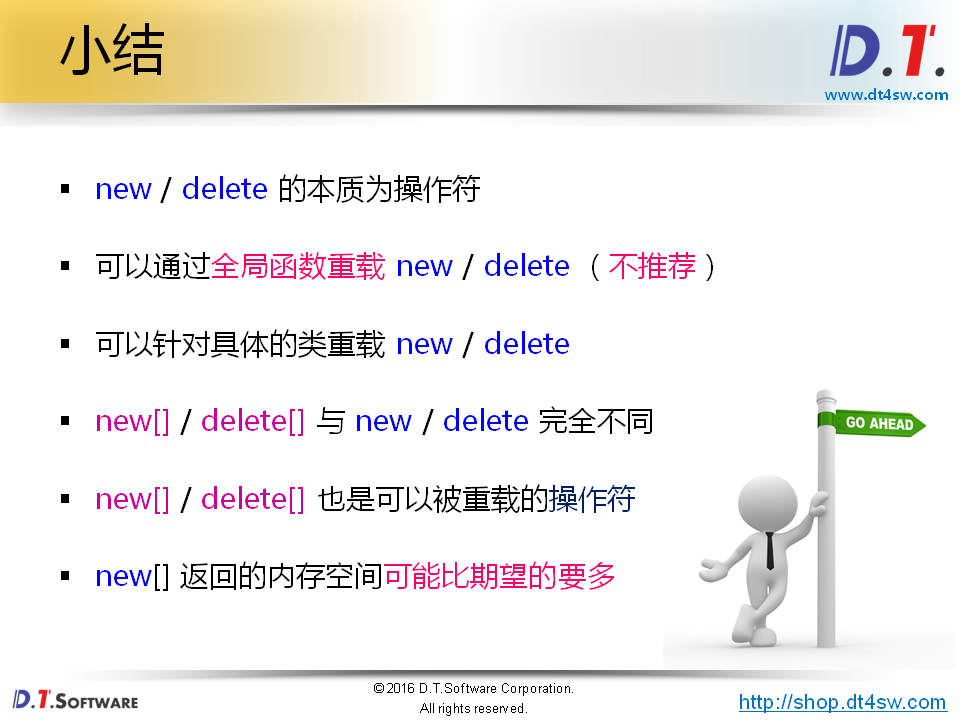 小结
D.T.
www.dt4sw.com
▪ new / delete 的本质为操作符
▪ 可以通过全局函数重载 new / delete （不推荐）
▪ 可以针对具体的类重载 new / delete
▪ new[] / delete[] 与 new / delete 完全不同
▪ new[] / delete[] 也是可以被重载的操作符
▪ new[] 返回的内存空间可能比期望的要多
GO AHEAD
D.T.SOFTWARE
©2016 D.T.Software Corporation.
All rights reserved.
http://shop.dt4sw.com